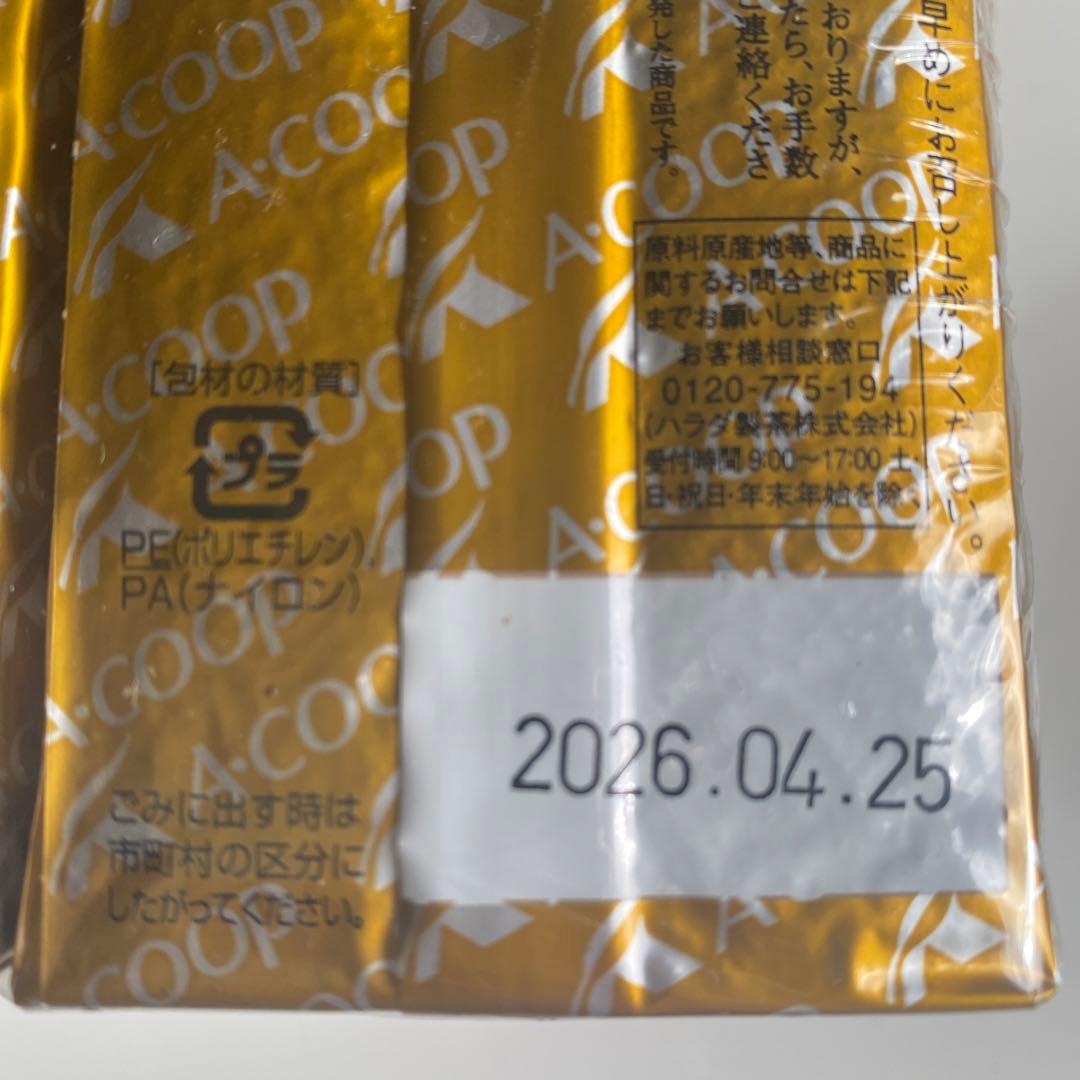 早めにお召し上がりください。
おりますが、
たら、お手数
ご連絡くださ
発した商品です。
原料原産地等、商品に
関するお問合せは下記
までお願いします。
お客様相談窓口
0120-775-194
(ハラダ製茶株式会社)
受付時間 9:00〜17:00 土・
日・祝日・年末年始を除く
[包材の材質]
プラ
PE(ポリエチレン)、
PA(ナイロン)
2026.04.25
ごみに出す時は
市町村の区分に
したがってください。
A・COOP
A・COOP
A・COOP
A・COOP
A・COOP
A・COOP
A・COOP